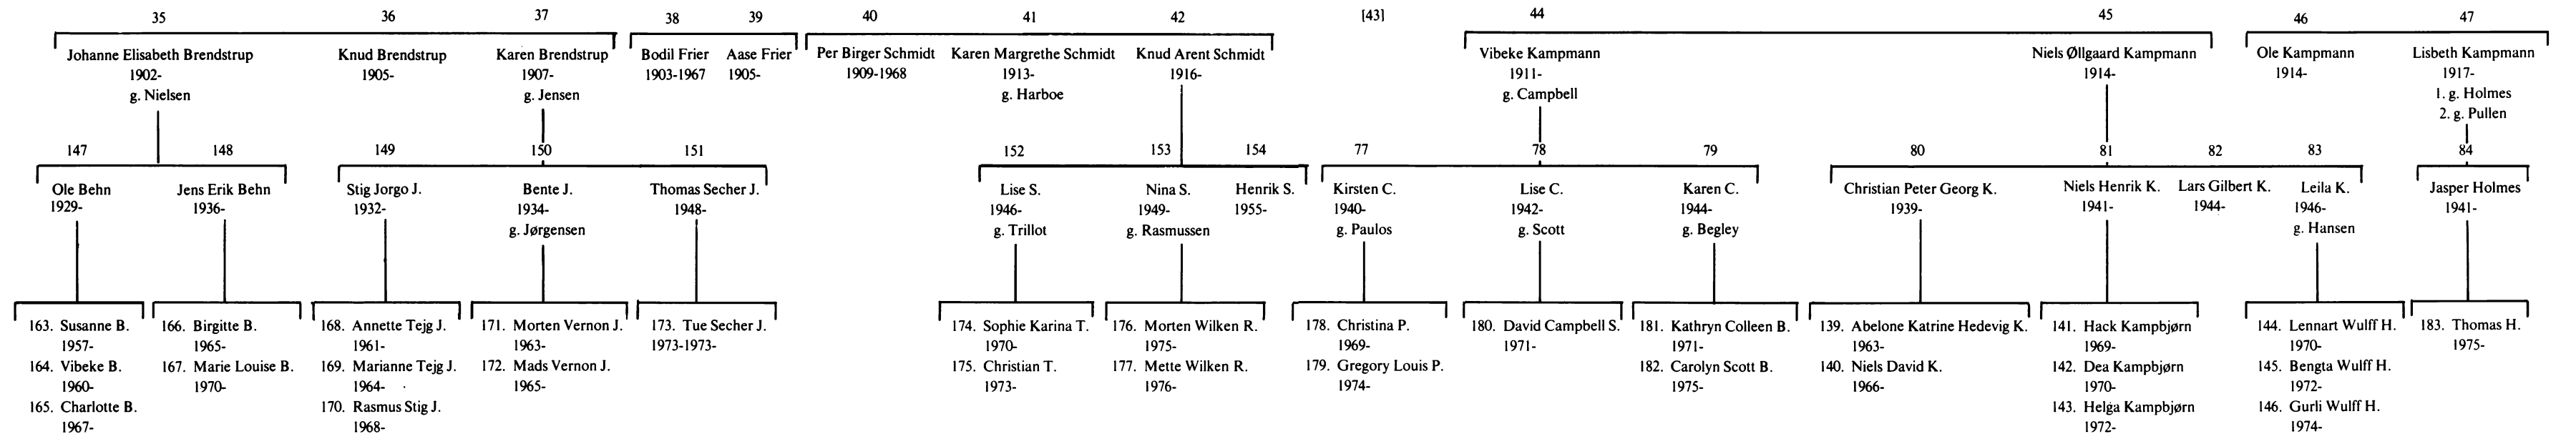 35 36 37 38 39 40 41 42 [43] 44 45 46 47
Johanne Elisabeth Brendstrup
1902-
g. Nielsen
Knud Brendstrup
1905-
Karen Brendstrup
1907-
g. Jensen
Bodil Frier
1903-1967
Aase Frier
1905-
Per Birger Schmidt
1909-1968
Karen Margrethe Schmidt
1913-
g. Harboe
Knud Arent Schmidt
1916-
Vibeke Kampmann
1911-
g. Campbell
Niels Øllgaard Kampmann
1914-
Ole Kampmann
1914-
Lisbeth Kampmann
1917-
1. g. Holmes
2. g. Pullen
147 148 149 150 151 152 153 154 77 78 79 80 81 82 83 84
Ole Behn
1929-
Jens Erik Behn
1936-
Stig Jorgo J.
1932-
Bente J.
1934-
g. Jørgensen
Thomas Secher J.
1948-
Lise S.
1946-
g. Trillot
Nina S.
1949-
g. Rasmussen
Henrik S.
1955-
Kirsten C.
1940-
g. Paulos
Lise C.
1942-
g. Scott
Karen C.
1944-
g. Begley
Christian Peter Georg K.
1939-
Niels Henrik K.
1941-
Lars Gilbert K.
1944-
Leila K.
1946-
g. Hansen
Jasper Holmes
1941-
163. Susanne B.
1957-
164. Vibeke B.
1960-
165. Charlotte B.
1967-
166. Birgitte B.
1965-
167. Marie Louise B.
1970-
168. Annette Tejg J.
1961-
169. Marianne Tejg J.
1964-
170. Rasmus Stig J.
1968-
171. Morten Vernon J.
1963-
172. Mads Vernon J.
1965-
173. Tue Secher J.
1973-1973-
174. Sophie Karina T.
1970-
175. Christian T.
1973-
176. Morten Wilken R.
1975-
177. Mette Wilken R.
1976-
178. Christina P.
1969-
179. Gregory Louis P.
1974-
180. David Campbell S.
1971-
181. Kathryn Colleen B.
1971-
182. Carolyn Scott B.
1975-
139. Abelone Katrine Hedevig K.
1963-
140. Niels David K.
1966-
141. Hack Kampbjørn
1969-
142. Dea Kampbjørn
1970-
143. Helga Kampbjørn
1972-
144. Lennart Wulff H.
1970-
145. Bengta Wulff H.
1972-
146. Gurli Wulff H.
1974-
183. Thomas H.
1975-